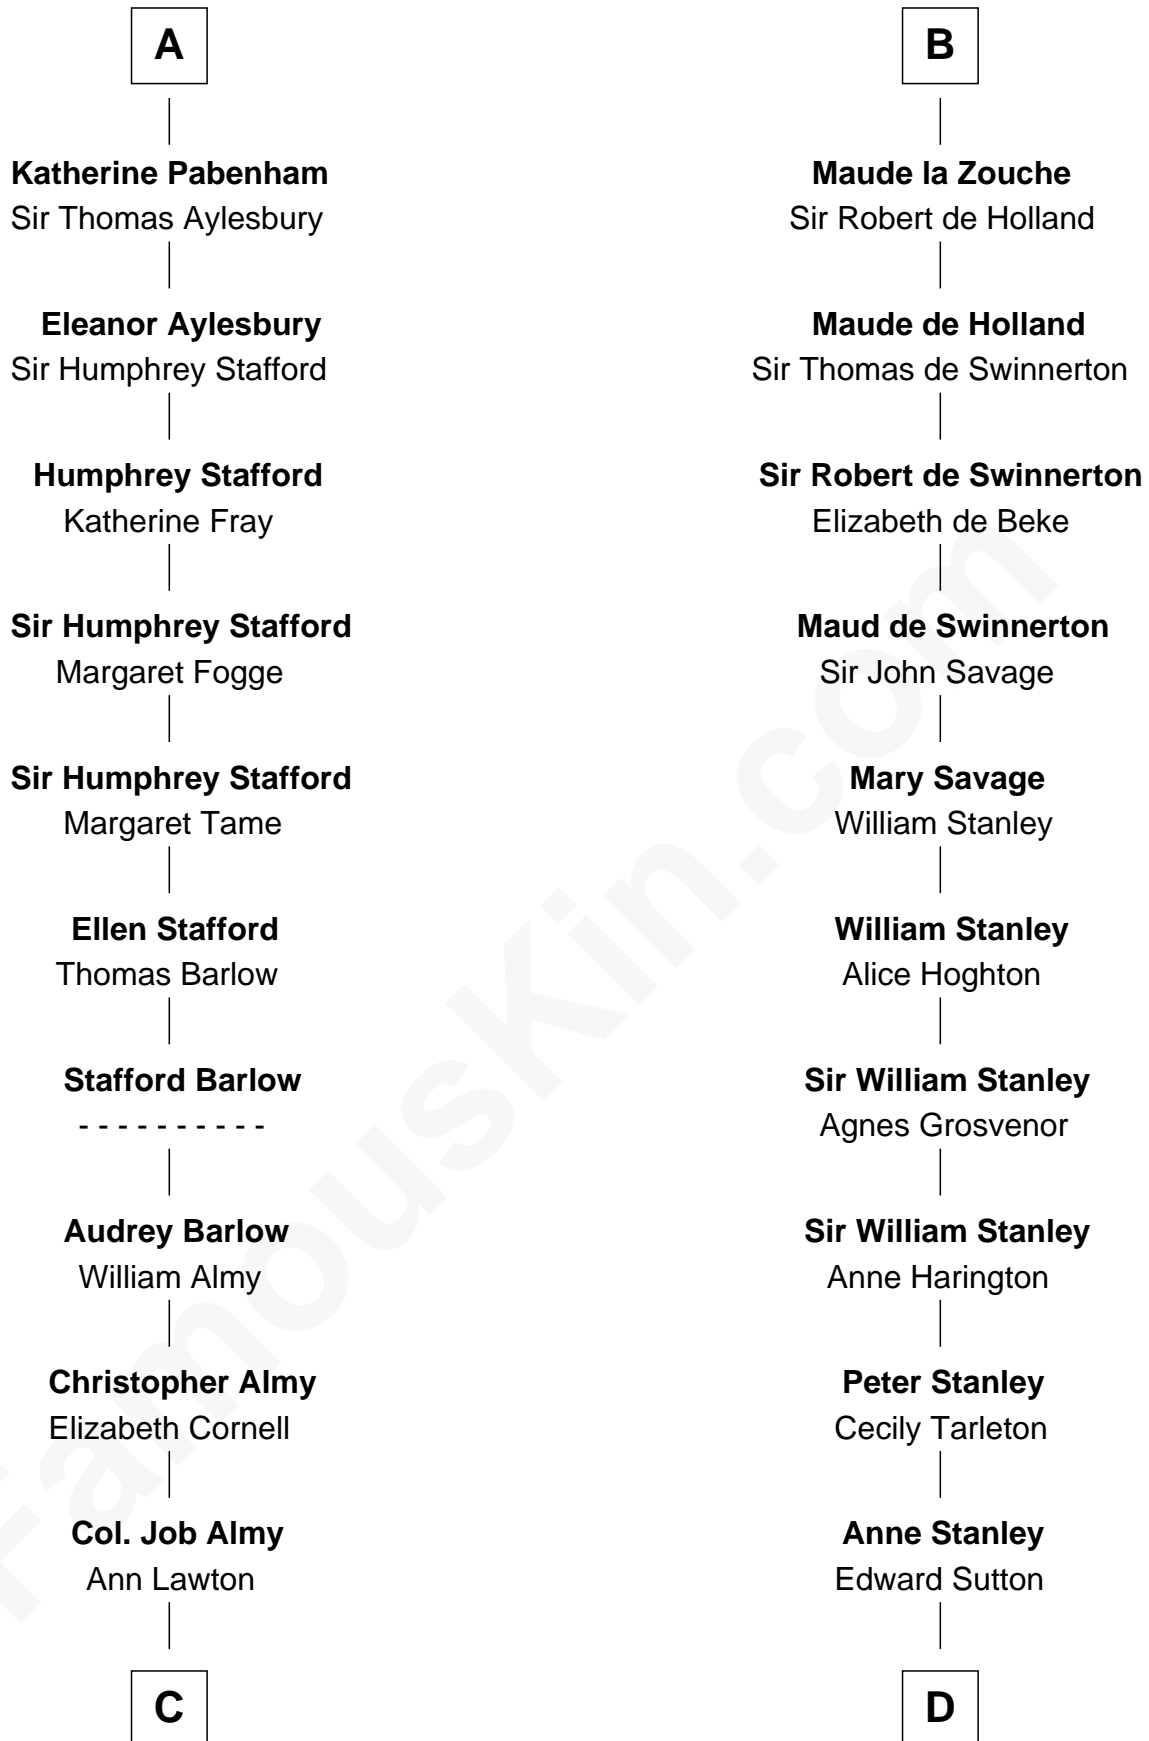 A
Katherine Pabenham
Sir Thomas Aylesbury
Eleanor Aylesbury
Sir Humphrey Stafford
Humphrey Stafford
Katherine Fray
Sir Humphrey Stafford
Margaret Fogge
Sir Humphrey Stafford
Margaret Tame
Ellen Stafford
Thomas Barlow
Stafford Barlow
- - - - - - - - - -
Audrey Barlow
William Almy
Christopher Almy
Elizabeth Cornell
Col. Job Almy
Ann Lawton
C
B
Maude la Zouche
Sir Robert de Holland
Maude de Holland
Sir Thomas de Swinnerton
Sir Robert de Swinnerton
Elizabeth de Beke
Maud de Swinnerton
Sir John Savage
Mary Savage
William Stanley
William Stanley
Alice Hoghton
Sir William Stanley
Agnes Grosvenor
Sir William Stanley
Anne Harington
Peter Stanley
Cecily Tarleton
Anne Stanley
Edward Sutton
D
FamousKin.com